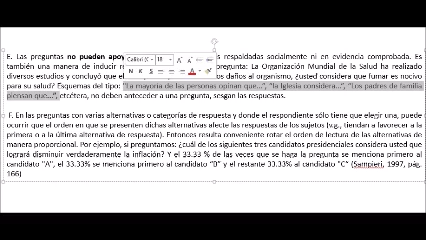 E. Las preguntas no pueden apoy
Calibri 18
s respaldadas socialmente ni en evidencia comprobada. Es
también una manera de inducir re
pregunta: La Organización Mundial de la Salud ha realizado
diversos estudios y concluyó que el
os daños al organismo, ¿usted considera que fumar es nocivo
para su salud? Esquemas del tipo: "La mayoría de las personas opinan que...", "la Iglesia considera...", "Los padres de familia
piensan que...", etcétera, no deben anteceder a una pregunta, sesgan las respuestas.
F. En las preguntas con varias alternativas o categorías de respuesta y donde el respondiente sólo tiene que elegir una, puede
ocurrir que el orden en que se presenten dichas alternativas afecte las respuestas de los sujetos (v.g., tiendan a favorecer a la
primera o a la última alternativa de respuesta). Entonces resulta conveniente rotar el orden de lectura de las alternativas de
manera proporcional. Por ejemplo, si preguntamos: ¿cuál de los siguientes tres candidatos presidenciales considera usted que
logrará disminuir verdaderamente la inflación? Y el 33.33 % de las veces que se haga la pregunta se menciona primero al
candidato "A", el 33.33% se menciona primero al candidato "B" y el restante 33.33% al candidato "C" (Sampieri, 1997, pág.
166)